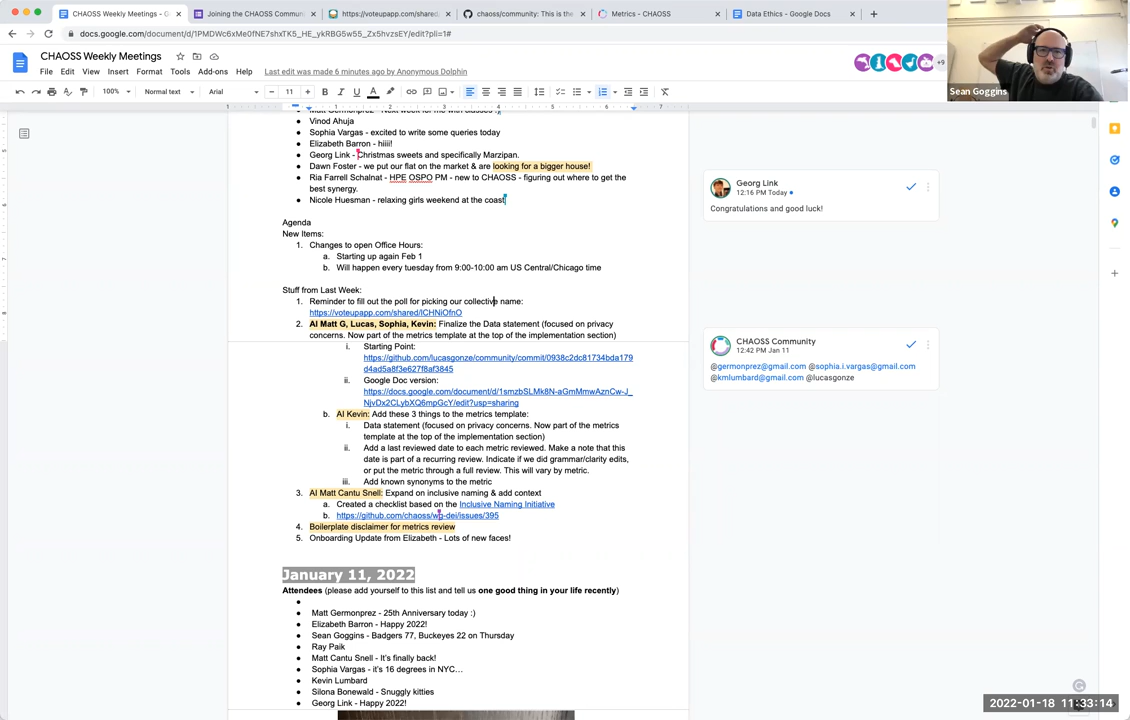 CHAOSS Weekly Meetings - G
Joining the CHAOSS Commun
https://voteupapp.com/shared
chaoss/community: This is the
Metrics - CHAOSS
Data Ethics - Google Docs
docs.google.com/document/d/1PMDWc6xMe0fNE7shxTK5_HE_ykRBG5w55_Zx5hvzsEY/edit?pli=1#
CHAOSS Weekly Meetings
File Edit View Insert Format Tools Add-ons Help Last edit was made 6 minutes ago by Anonymous Dolphin
+9
100% Normal text Arial 11
Sean Goggins
Vinod Ahuja
Sophia Vargas - excited to write some queries today
Elizabeth Barron - hiiii!
Georg Link - Christmas sweets and specifically Marzipan.
Dawn Foster - we put our flat on the market & are looking for a bigger house!
Ria Farrell Schalnat - HPE OSPO PM - new to CHAOSS - figuring out where to get the
best synergy.
Nicole Huesman - relaxing girls weekend at the coast
Agenda
New Items:
1. Changes to open Office Hours:
a. Starting up again Feb 1
b. Will happen every tuesday from 9:00-10:00 am US Central/Chicago time
Stuff from Last Week:
1. Reminder to fill out the poll for picking our collective name:
https://voteupapp.com/shared/lCHNiOfnO
2. AI Matt G, Lucas, Sophia, Kevin: Finalize the Data statement (focused on privacy
concerns. Now part of the metrics template at the top of the implementation section)
i. Starting Point:
https://github.com/lucasgonze/community/commit/0938c2dc81734bda179
d4ad5a8f3e627f8af3845
ii. Google Doc version:
https://docs.google.com/document/d/1smzbSLMk8N-aGmMmwAznCw-J_
NjvDx2CLybXQ6mpGcY/edit?usp=sharing
b. AI Kevin: Add these 3 things to the metrics template:
i. Data statement (focused on privacy concerns. Now part of the metrics
template at the top of the implementation section)
ii. Add a last reviewed date to each metric reviewed. Make a note that this
date is part of a recurring review. Indicate if we did grammar/clarity edits,
or put the metric through a full review. This will vary by metric.
iii. Add known synonyms to the metric
3. AI Matt Cantu Snell: Expand on inclusive naming & add context
a. Created a checklist based on the Inclusive Naming Initiative
b. https://github.com/chaoss/wg-dei/issues/395
4. Boilerplate disclaimer for metrics review
5. Onboarding Update from Elizabeth - Lots of new faces!
January 11, 2022
Attendees (please add yourself to this list and tell us one good thing in your life recently)
Matt Germonprez - 25th Anniversary today :)
Elizabeth Barron - Happy 2022!
Sean Goggins - Badgers 77, Buckeyes 22 on Thursday
Ray Paik
Matt Cantu Snell - It's finally back!
Sophia Vargas - it's 16 degrees in NYC…
Kevin Lumbard
Silona Bonewald - Snuggly kitties
Georg Link - Happy 2022!
Georg Link
12:16 PM Today
Congratulations and good luck!
CHAOSS Community
12:42 PM Jan 11
@germonprez@gmail.com @sophia.i.vargas@gmail.com
@kmlumbard@gmail.com @lucasgonze
2022-01-18 11:33:14